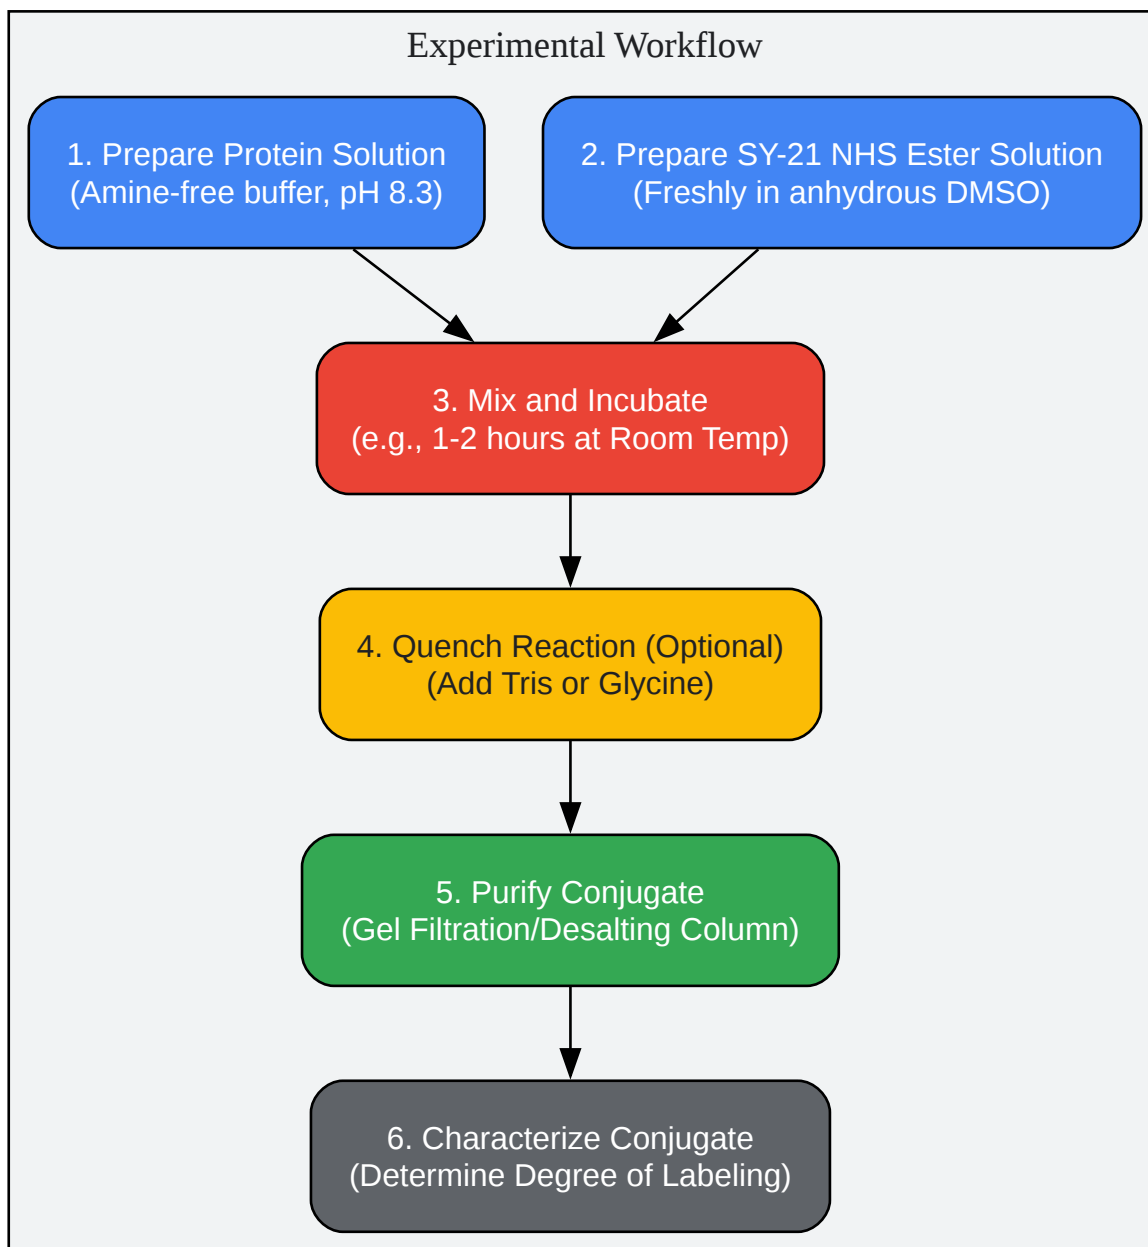 Experimental Workflow
1. Prepare Protein Solution
(Amine-free buffer, pH 8.3)
2. Prepare SY-21 NHS Ester Solution
(Freshly in anhydrous DMSO)
3. Mix and Incubate
(e.g., 1-2 hours at Room Temp)
4. Quench Reaction (Optional)
(Add Tris or Glycine)
5. Purify Conjugate
(Gel Filtration/Desalting Column)
6. Characterize Conjugate
(Determine Degree of Labeling)